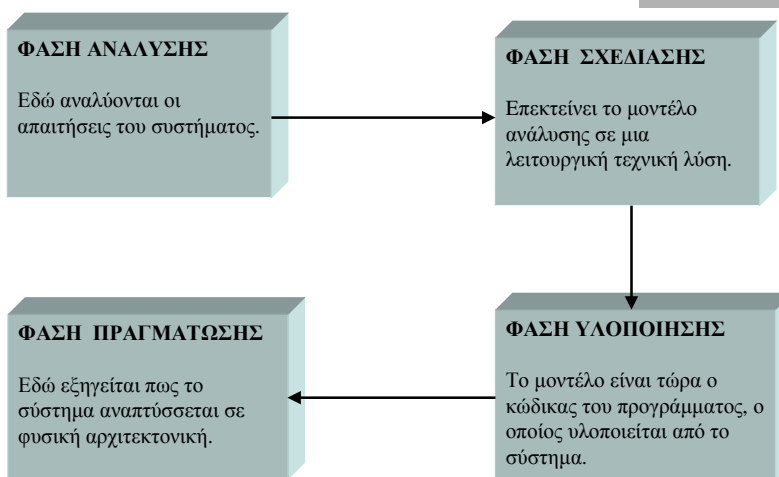 ΦΑΣΗ ΑΝΑΛΥΣΗΣ
Εδώ αναλύονται οι
απαιτήσεις του συστήματος.
ΦΑΣΗ ΣΧΕΔΙΑΣΗΣ
Επεκτείνει το μοντέλο
ανάλυσης σε μια
λειτουργική τεχνική λύση.
ΦΑΣΗ ΥΛΟΠΟΙΗΣΗΣ
Το μοντέλο είναι τώρα ο
κώδικας του προγράμματος, ο
οποίος υλοποιείται από το
σύστημα.
ΦΑΣΗ ΠΡΑΓΜΑΤΩΣΗΣ
Εδώ εξηγείται πως το
σύστημα αναπτύσσεται σε
φυσική αρχιτεκτονική.